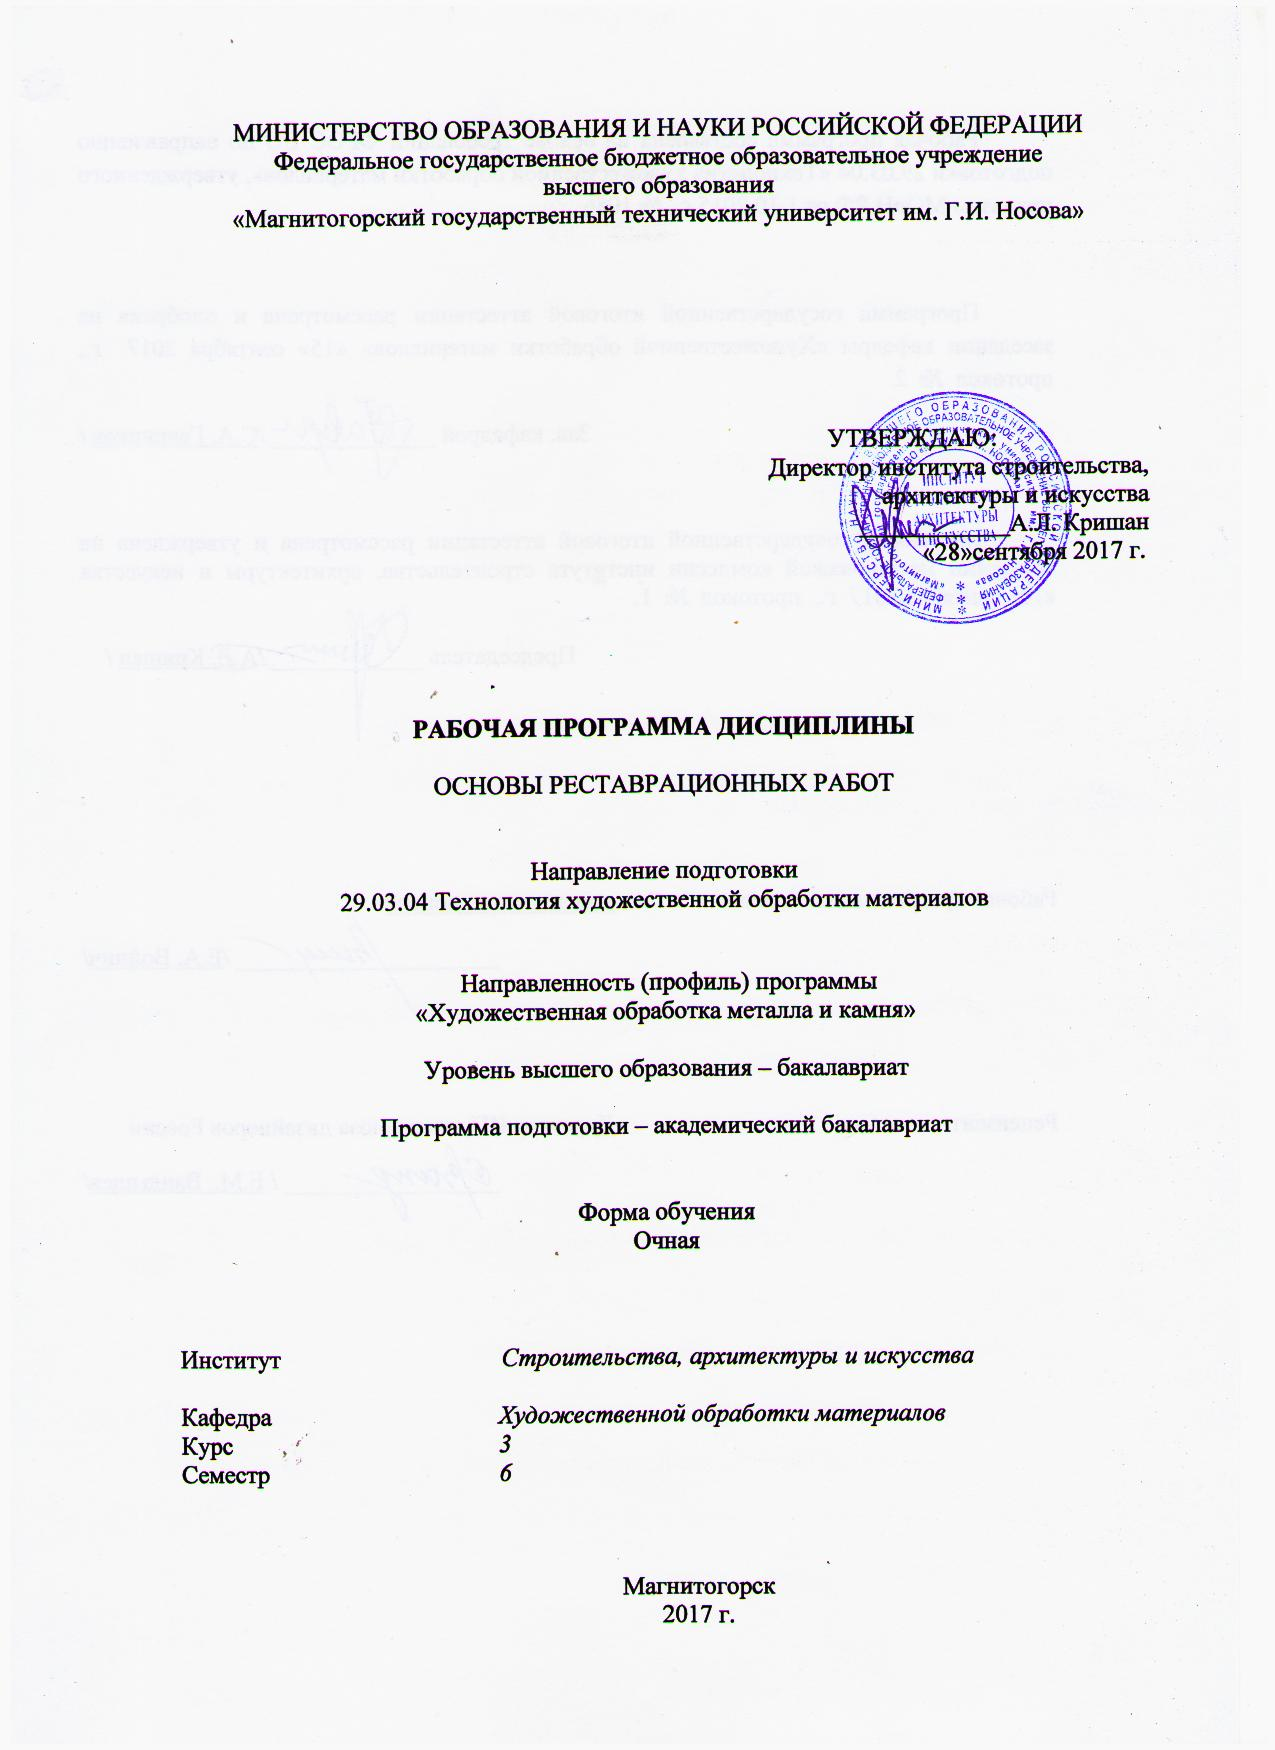 МИНИСТЕРСТВО ОБРАЗОВАНИЯ И НАУКИ РОССИЙСКОЙ ФЕДЕРАЦИИ
Федеральное государственное бюджетное образовательное учреждение
высшего образования
«Магнитогорский государственный технический университет им. Г.И. Носова»
УТВЕРЖДАЮ:
Директор института строительства,
архитектуры и искусства
А.Л. Кришан
«28»сентября 2017 г.
ИНСТИТУТ
АРХИТЕКТУРЫ
И ИСКУССТВА
РАБОЧАЯ ПРОГРАММА ДИСЦИПЛИНЫ
ОСНОВЫ РЕСТАВРАЦИОННЫХ РАБОТ
Направление подготовки
29.03.04 Технология художественной обработки материалов
Направленность (профиль) программы
«Художественная обработка металла и камня»
Уровень высшего образования – бакалавриат
Программа подготовки – академический бакалавриат
Форма обучения
Очная
Институт Строительства, архитектуры и искусства
Кафедра Художественной обработки материалов
Курс 3
Семестр 6
Магнитогорск
2017 г.